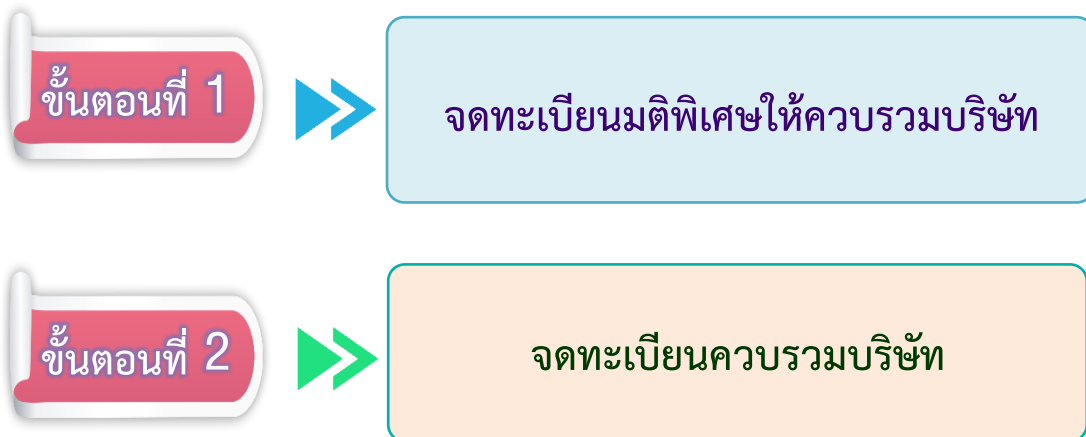 ขั้นตอนที่ 1
จดทะเบียนมติพิเศษให้ควบรวมบริษัท
ขั้นตอนที่ 2
จดทะเบียนควบรวมบริษัท